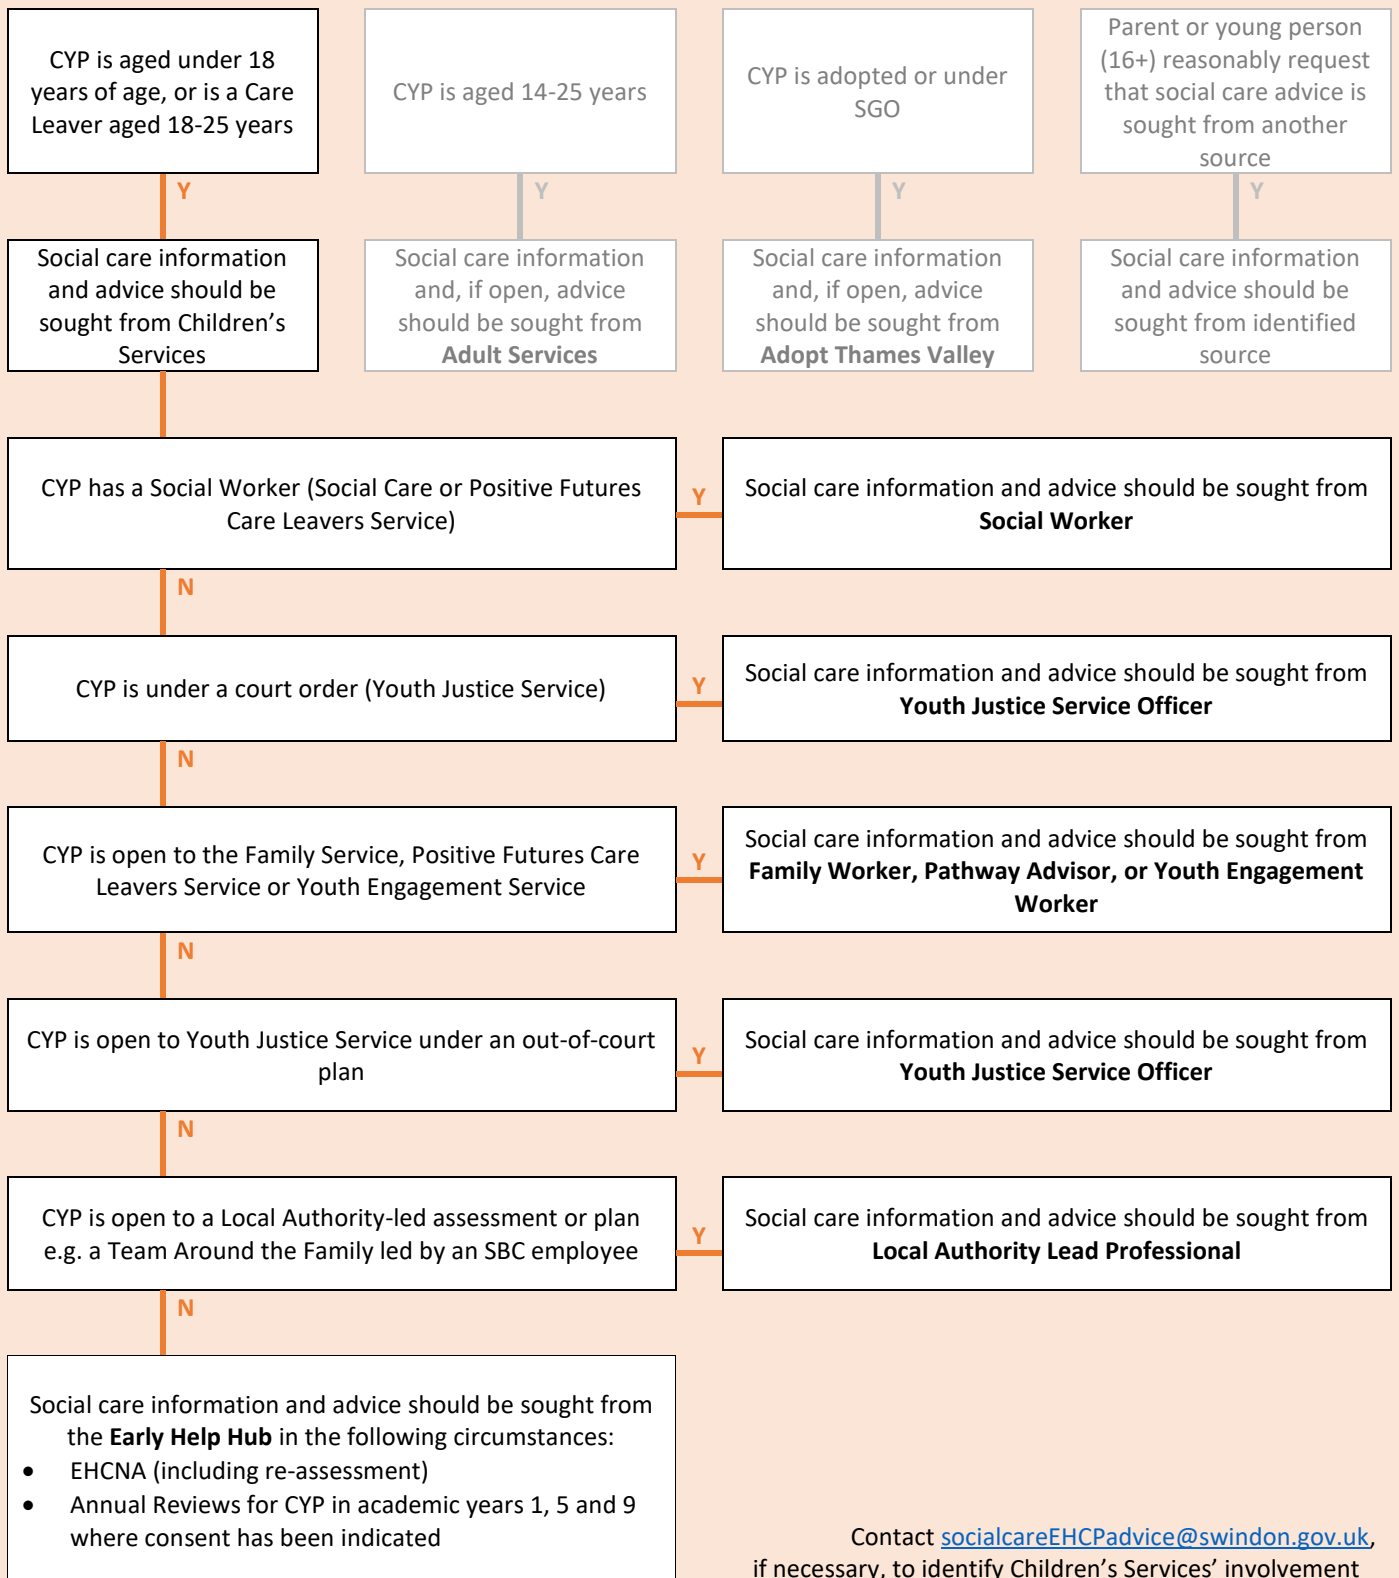 CYP is aged under 18
years of age, or is a Care
Leaver aged 18-25 years
CYP is aged 14-25 years
CYP is adopted or under
SGO
Parent or young person
(16+) reasonably request
that social care advice is
sought from another
source
Y
Y
Y
Y
Social care information
and advice should be
sought from Children’s
Services
Social care information
and, if open, advice
should be sought from
Adult Services
Social care information
and, if open, advice
should be sought from
Adopt Thames Valley
Social care information
and advice should be
sought from identified
source
CYP has a Social Worker (Social Care or Positive Futures
Care Leavers Service)
Y
Social care information and advice should be sought from
Social Worker
N
CYP is under a court order (Youth Justice Service)
Y
Social care information and advice should be sought from
Youth Justice Service Officer
N
CYP is open to the Family Service, Positive Futures Care
Leavers Service or Youth Engagement Service
Y
Social care information and advice should be sought from
Family Worker, Pathway Advisor, or Youth Engagement
Worker
N
CYP is open to Youth Justice Service under an out-of-court
plan
Y
Social care information and advice should be sought from
Youth Justice Service Officer
N
CYP is open to a Local Authority-led assessment or plan
e.g. a Team Around the Family led by an SBC employee
Y
Social care information and advice should be sought from
Local Authority Lead Professional
N
Social care information and advice should be sought from
the Early Help Hub in the following circumstances:
• EHCNA (including re-assessment)
• Annual Reviews for CYP in academic years 1, 5 and 9
where consent has been indicated
Contact socialcareEHCPadvice@swindon.gov.uk,
if necessary, to identify Children’s Services’ involvement